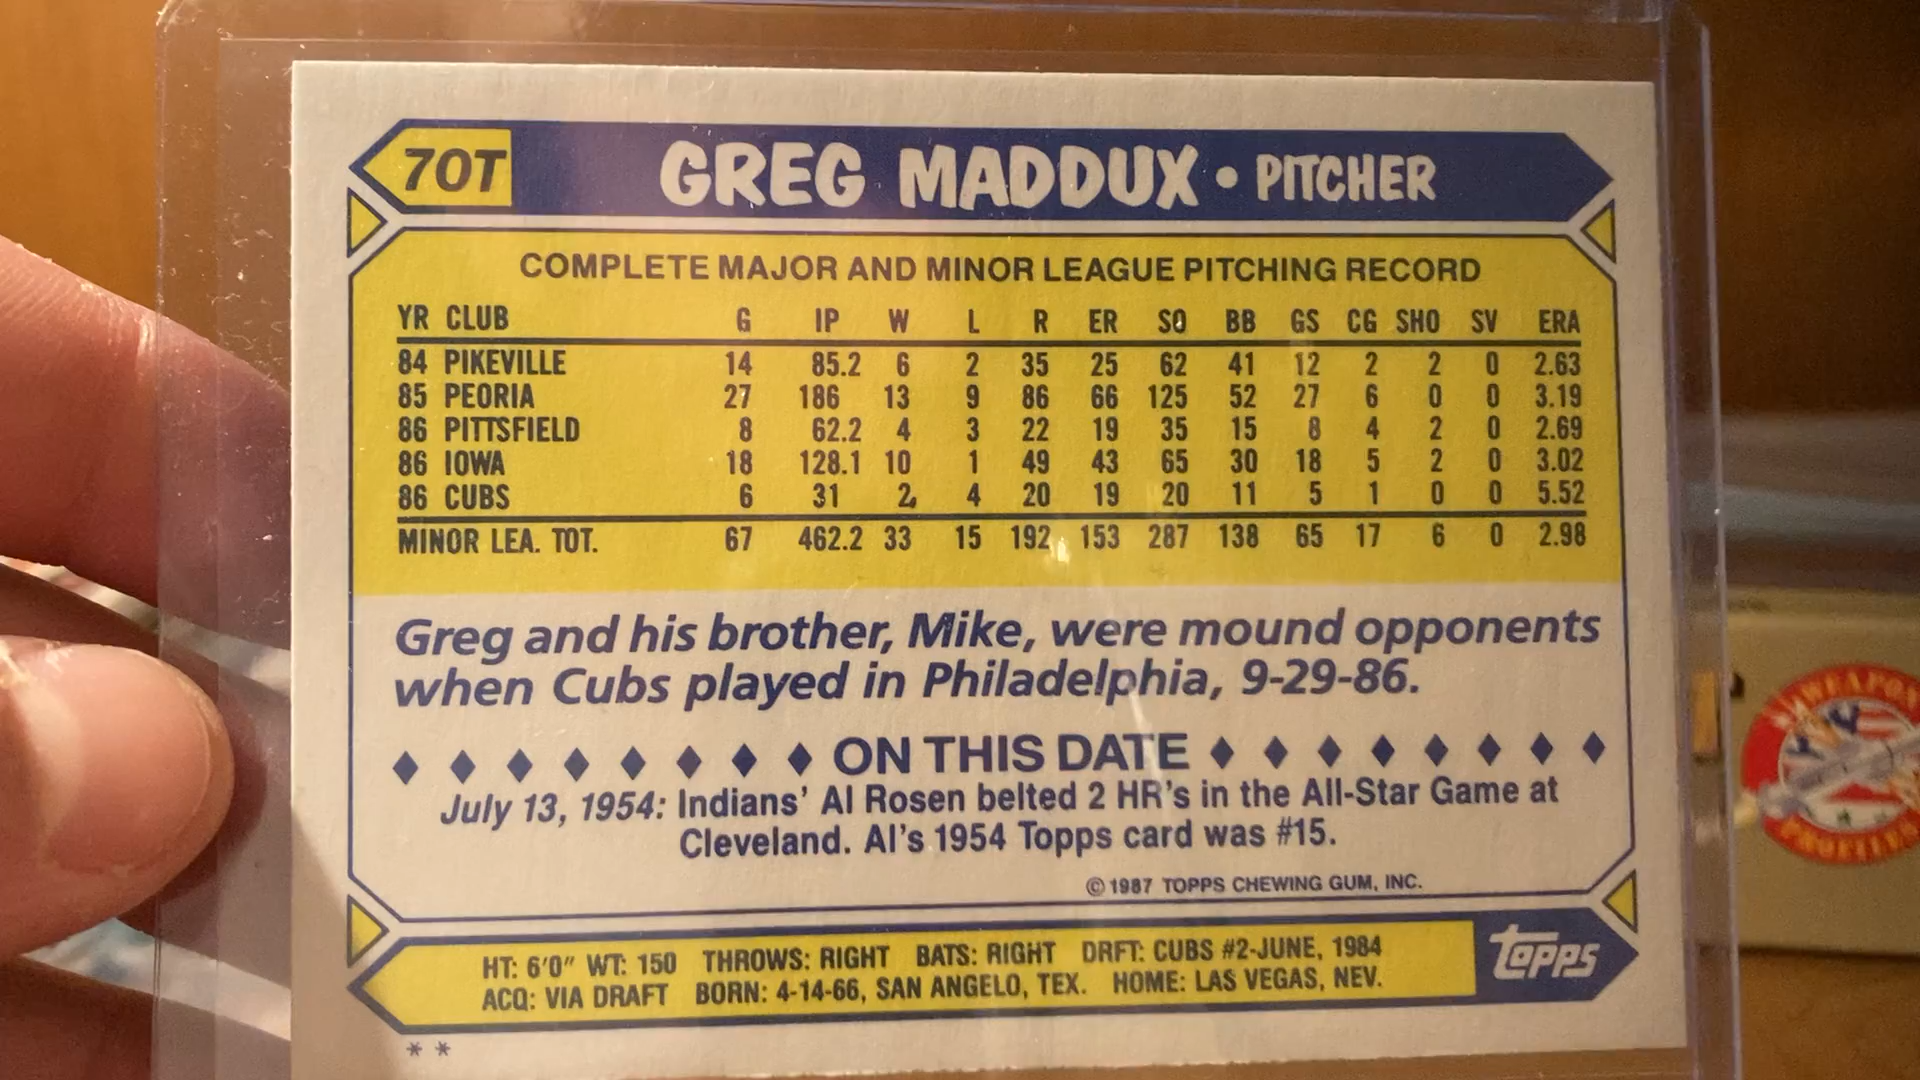 70T GREG MADDUX • PITCHER
COMPLETE MAJOR AND MINOR LEAGUE PITCHING RECORD
YR CLUB G IP W L R ER SO BB GS CG SHO SV ERA
84 PIKEVILLE 14 85.2 6 2 35 25 62 41 12 2 2 0 2.63
85 PEORIA 27 186 13 9 86 66 125 52 27 6 0 0 3.19
86 PITTSFIELD 8 62.2 4 3 22 19 35 15 8 4 2 0 2.69
86 IOWA 18 128.1 10 1 49 43 65 30 18 5 2 0 3.02
86 CUBS 6 31 2 4 20 19 20 11 5 1 0 0 5.52
MINOR LEA. TOT. 67 462.2 33 15 192 153 287 138 65 17 6 0 2.98
Greg and his brother, Mike, were mound opponents
when Cubs played in Philadelphia, 9-29-86.
ON THIS DATE
July 13, 1954: Indians' Al Rosen belted 2 HR's in the All-Star Game at
Cleveland. Al's 1954 Topps card was #15.
© 1987 TOPPS CHEWING GUM, INC.
HT: 6'0" WT: 150 THROWS: RIGHT BATS: RIGHT DRFT: CUBS #2-JUNE, 1984
ACQ: VIA DRAFT BORN: 4-14-66, SAN ANGELO, TEX. HOME: LAS VEGAS, NEV.
topps
* *
WEAPON